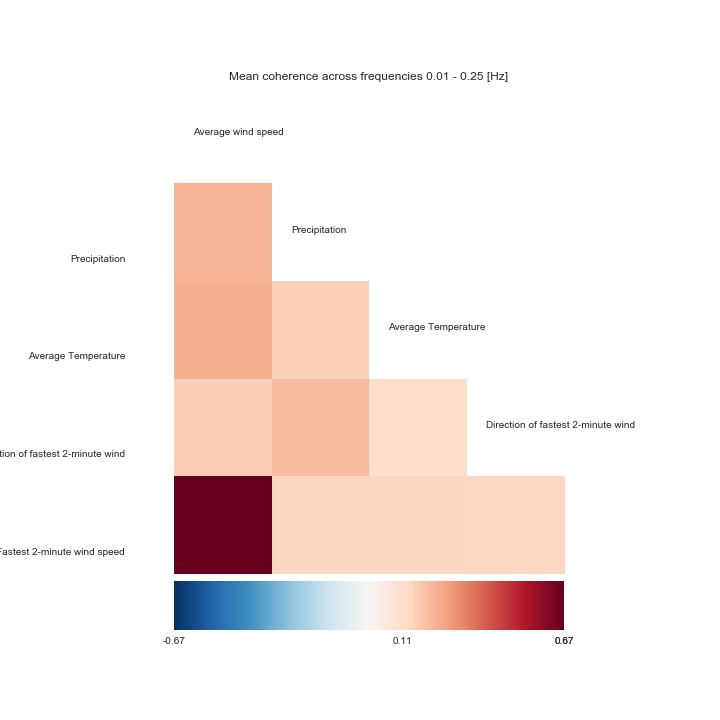 Mean coherence across frequencies 0.01 - 0.25 [Hz]
Average wind speed
Precipitation
Precipitation
Average Temperature
Average Temperature
Direction of fastest 2-minute wind
tion of fastest 2-minute wind
Fastest 2-minute wind speed
-0.67 0.11 0.67